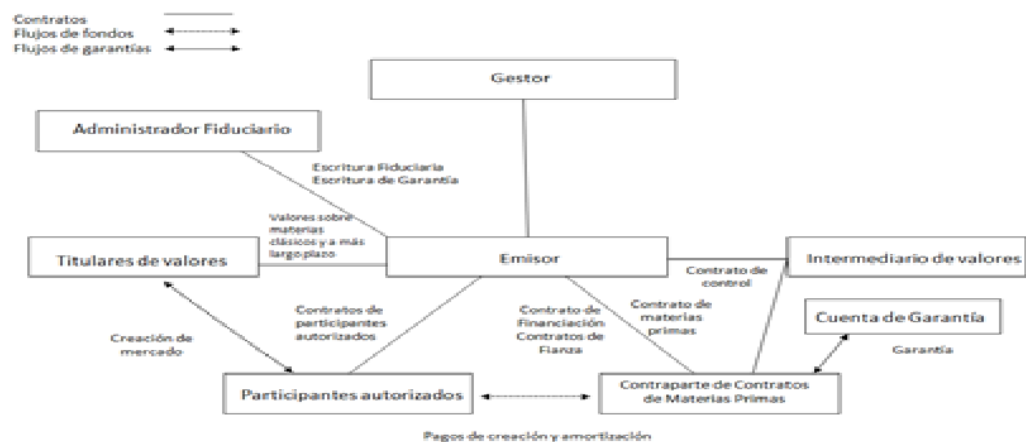 Contratos
Flujos de fondos
Flujos de garantías
Gestor
Administrador Fiduciario
Escritura Fiduciaria
Escritura de Garantía
Valores sobre
materias
clásicos y a más
largo plazo
Titulares de valores
Emisor
Intermediario de valores
Contrato de
control
Contratos de
participantes
autorizados
Contrato de
Financiación
Contratos de
Fianza
Contrato de
materias
primas
Cuenta de Garantía
Creación de
mercado
Garantía
Participantes autorizados
Contraparte de Contratos
de Materias Primas
Pagos de creación y amortización